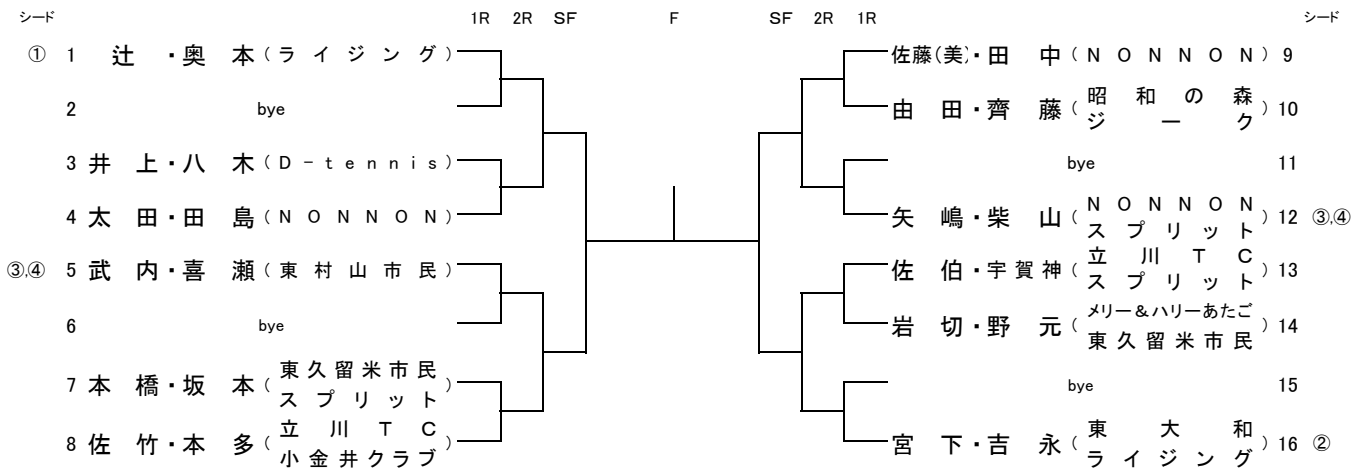 シード 1R 2R SF F SF 2R 1R シード
① 1 辻・奥本(ライジング)
2 bye
3 井上・八木(D-tennis)
4 太田・田島(NONNON)
③,④ 5 武内・喜瀬(東村山市民)
6 bye
7 本橋・坂本(東久留米市民
スプリット)
8 佐竹・本多(立川TC
小金井クラブ)
佐藤(美)・田中(NONNON) 9
由田・齊藤(昭和の森
ジーク) 10
bye 11
矢嶋・柴山(NONNON
スプリット) 12 ③,④
佐伯・宇賀神(立川TC
スプリット) 13
岩切・野元(メリー&ハリーあたご
東久留米市民) 14
bye 15
宮下・吉永(東大和
ライジング) 16 ②